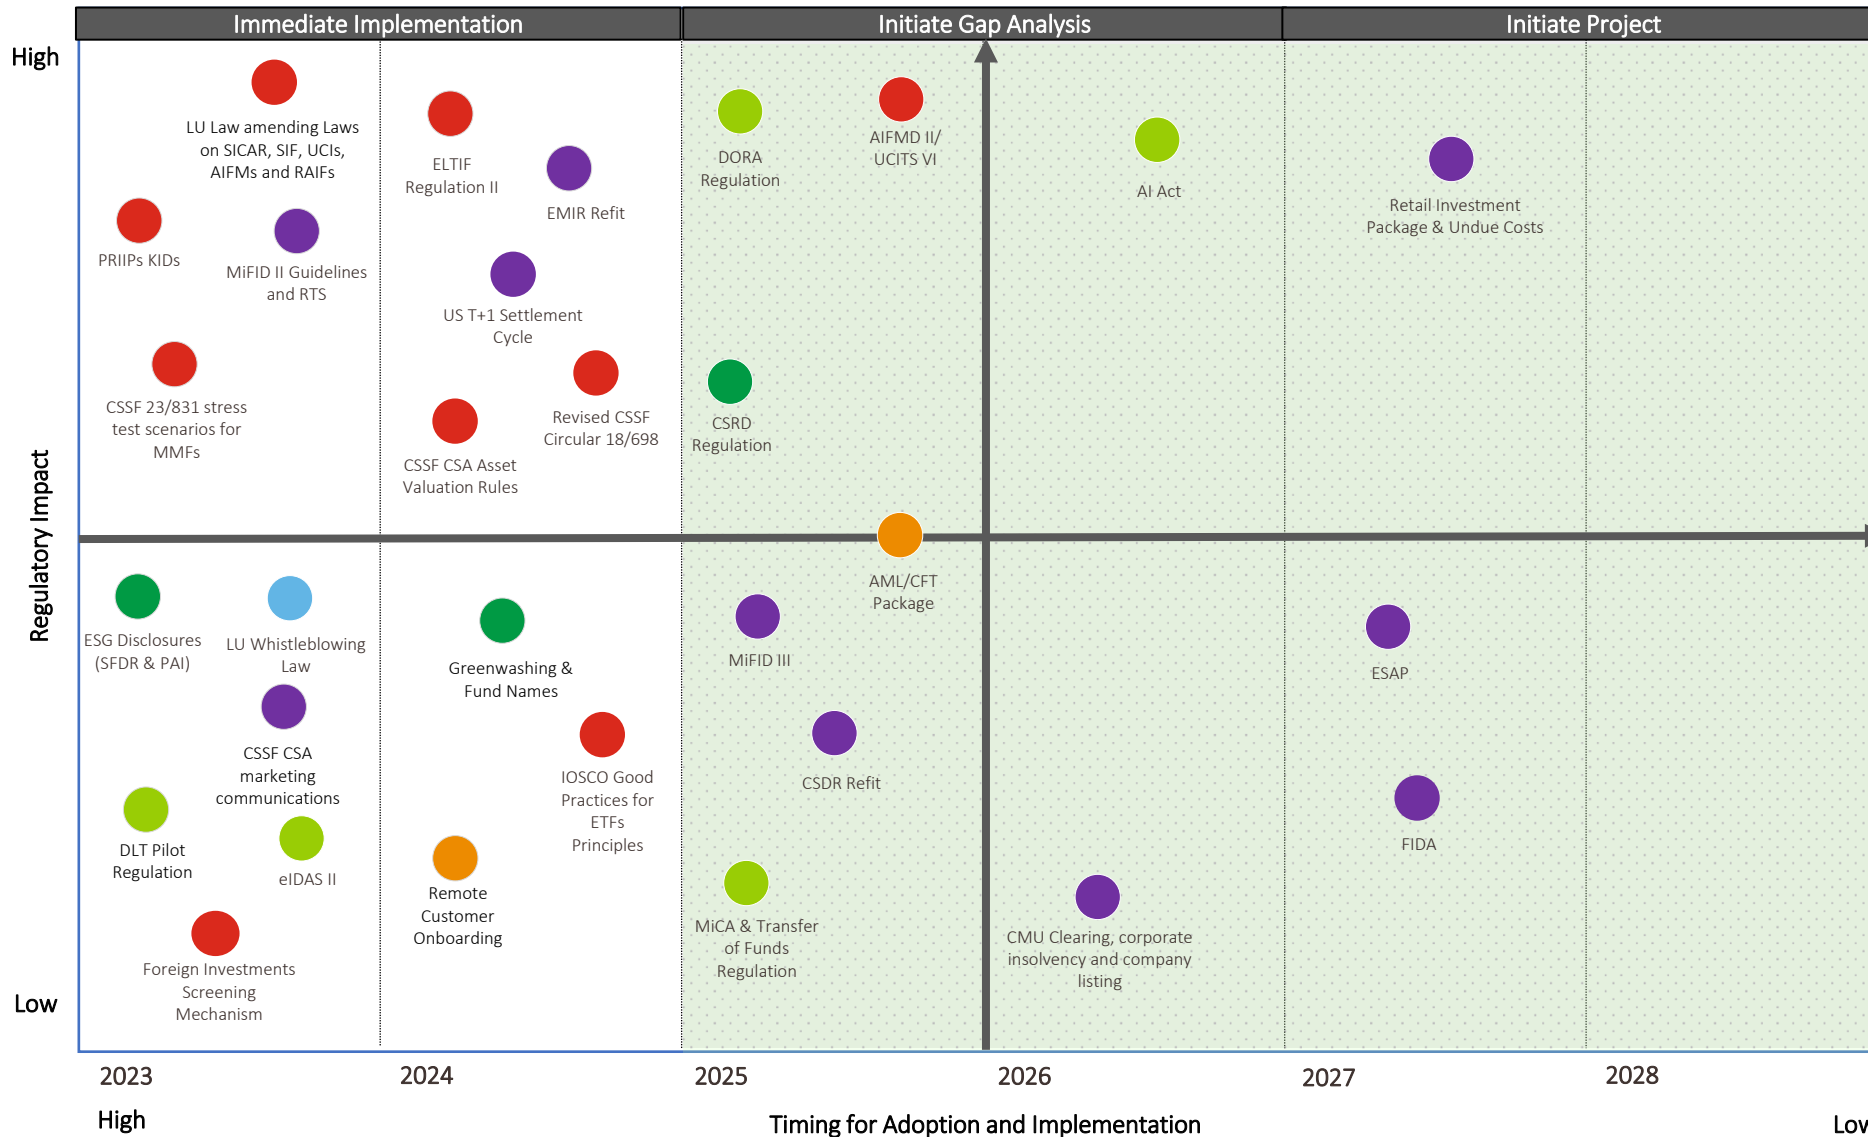 Immediate Implementation
Initiate Gap Analysis
Initiate Project
High
LU Law amending Laws
on SICAR, SIF, UCIs,
AIFMs and RAIFs
ELTIF
Regulation II
EMIR Refit
DORA
Regulation
AIFMD II/
UCITS VI
AI Act
Retail Investment
Package & Undue Costs
PRIIPs KIDs
MiFID II Guidelines
and RTS
US T+1 Settlement
Cycle
CSSF 23/831 stress
test scenarios for
MMFs
CSSF CSA Asset
Valuation Rules
Revised CSSF
Circular 18/698
CSRD
Regulation
Regulatory Impact
AML/CFT
Package
ESG Disclosures
(SFDR & PAI)
LU Whistleblowing
Law
Greenwashing &
Fund Names
MiFID III
ESAP
CSSF CSA
marketing
communications
IOSCO Good
Practices for
ETFs
Principles
CSDR Refit
DLT Pilot
Regulation
eIDAS II
Remote
Customer
Onboarding
FIDA
MiCA & Transfer
of Funds
Regulation
CMU Clearing, corporate
insolvency and company
listing
Foreign Investments
Screening
Mechanism
Low
2023
2024
2025
2026
2027
2028
High
Timing for Adoption and Implementation
Low